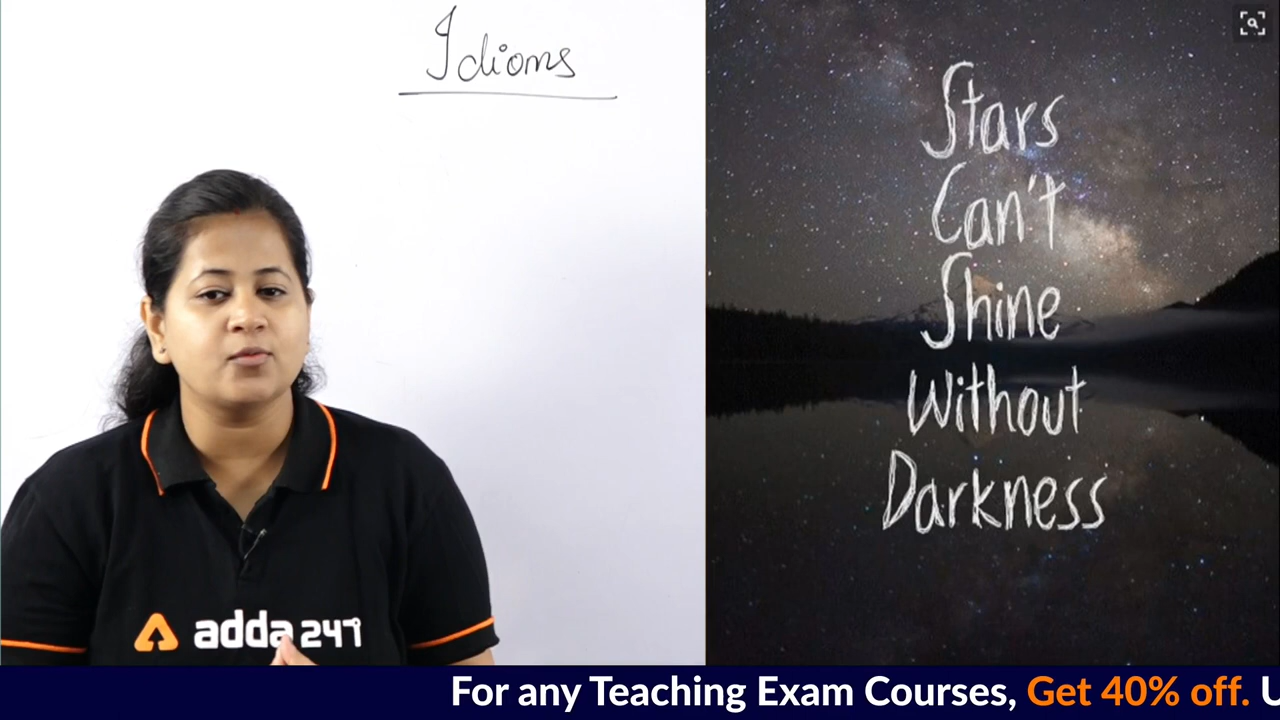 Idioms
Stars
Can't
Shine
Without
Darkness
adda 247
For any Teaching Exam Courses, Get 40% off. U